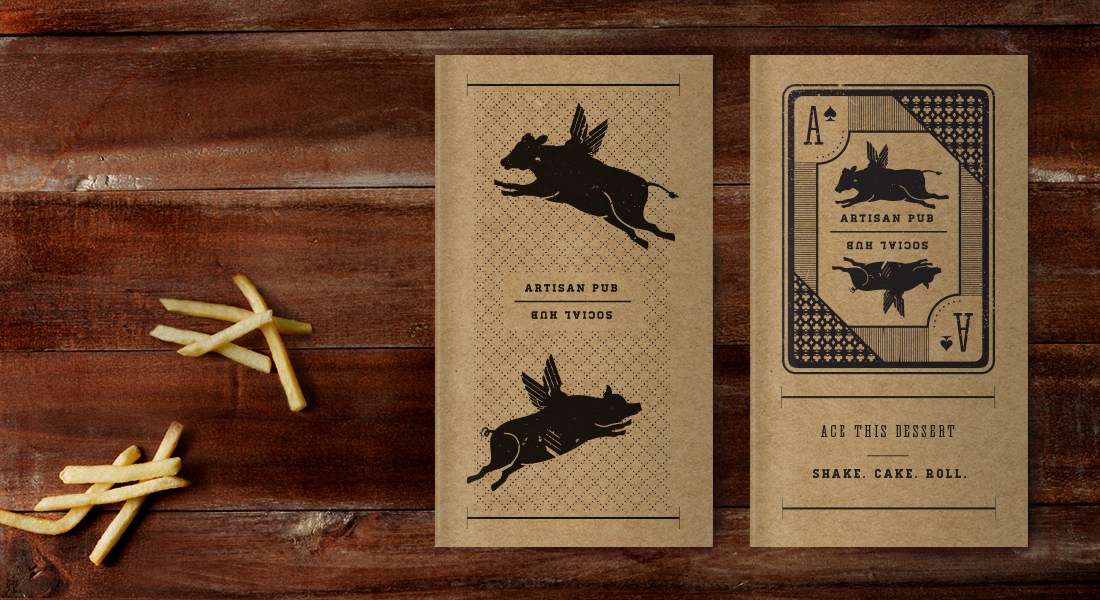 ARTISAN PUB
SOCIAL HUB
A
ARTISAN PUB
SOCIAL HUB
A
ACE THIS DESSERT
SHAKE. CAKE. ROLL.